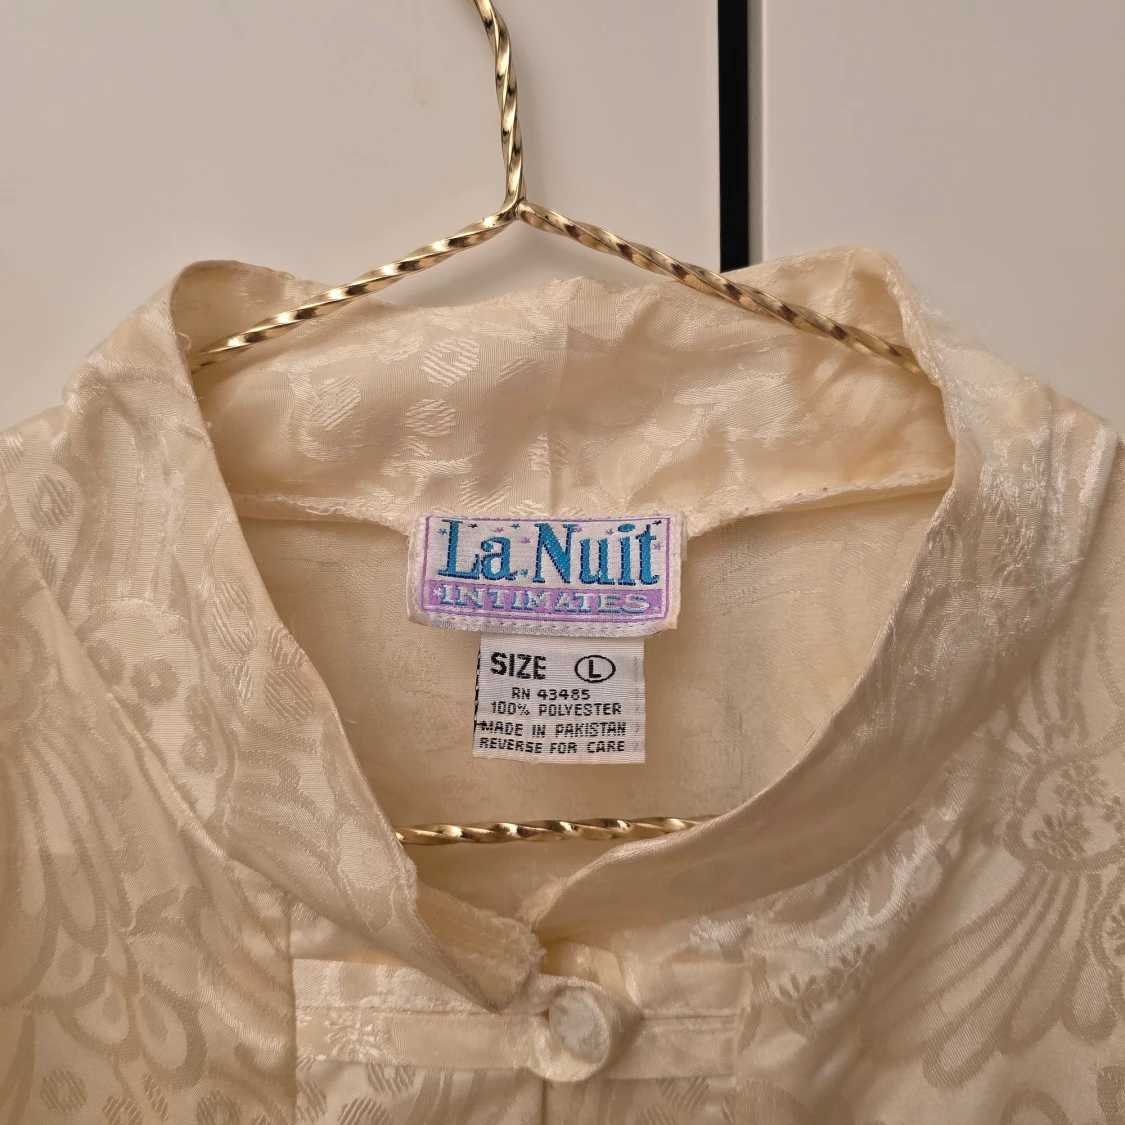 La Nuit
INTIMATES
SIZE L
RN 43485
100% POLYESTER
MADE IN PAKISTAN
REVERSE FOR CARE